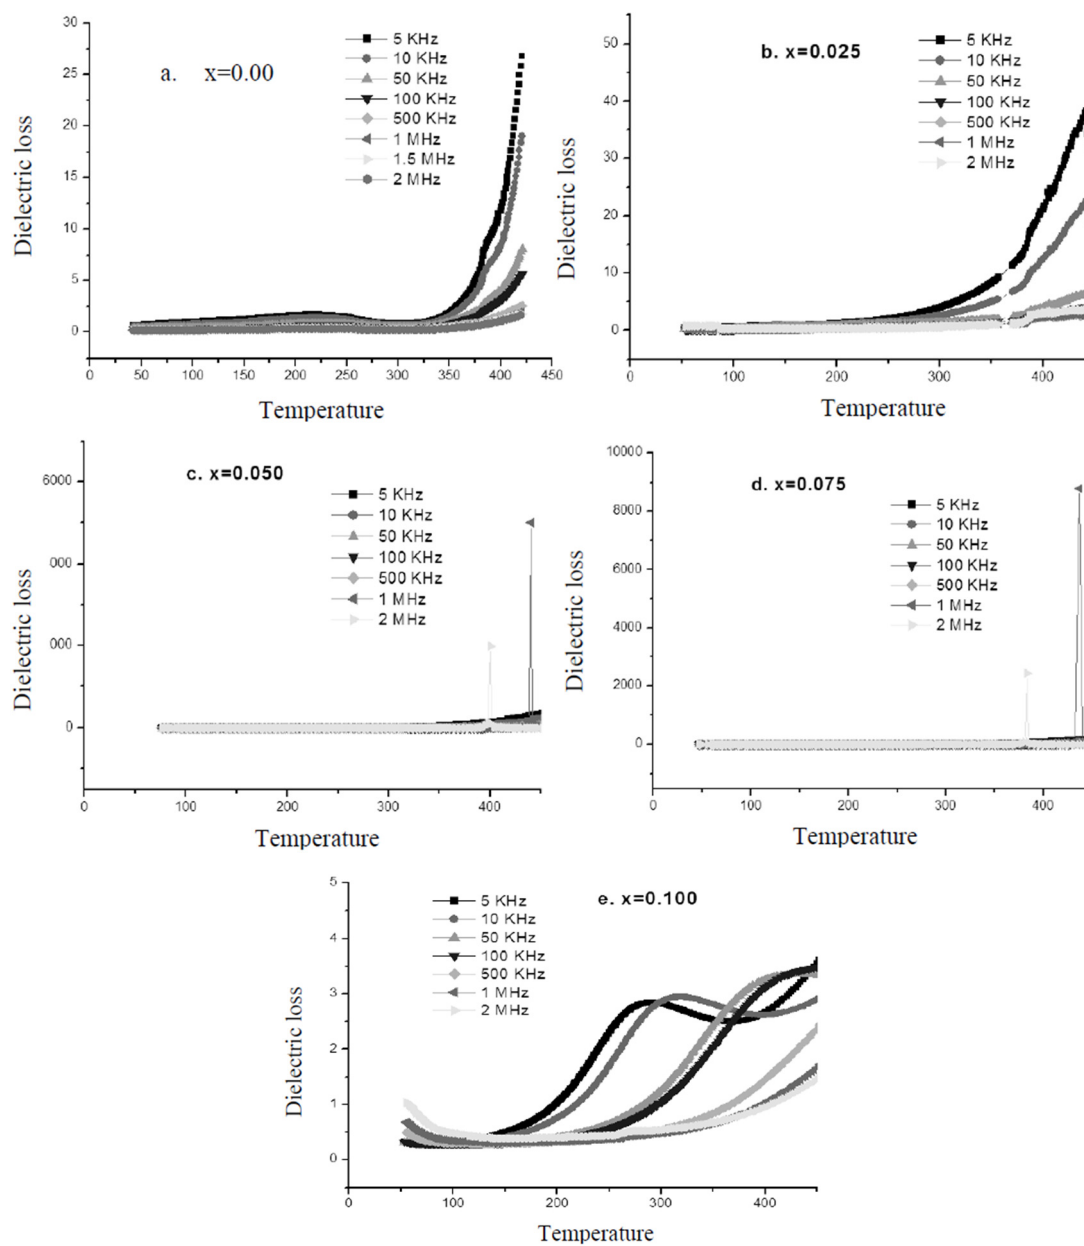 30
25
20
15
10
5
0
Dielectric loss
a. x=0.00
5 KHz
10 KHz
50 KHz
100 KHz
500 KHz
1 MHz
1.5 MHz
2 MHz
0 50 100 150 200 250 300 350 400 450
Temperature
50
40
30
20
10
0
Dielectric loss
b. x=0.025
5 KHz
10 KHz
50 KHz
100 KHz
500 KHz
1 MHz
2 MHz
0 100 200 300 400
Temperature
6000
000
000
0
Dielectric loss
c. x=0.050
5 KHz
10 KHz
50 KHz
100 KHz
500 KHz
1 MHz
2 MHz
0 100 200 300 400
Temperature
10000
8000
6000
4000
2000
0
Dielectric loss
d. x=0.075
5 KHz
10 KHz
50 KHz
100 KHz
500 KHz
1 MHz
2 MHz
0 100 200 300 400
Temperature
5
4
3
2
1
0
Dielectric loss
e. x=0.100
5 KHz
10 KHz
50 KHz
100 KHz
500 KHz
1 MHz
2 MHz
0 100 200 300 400
Temperature